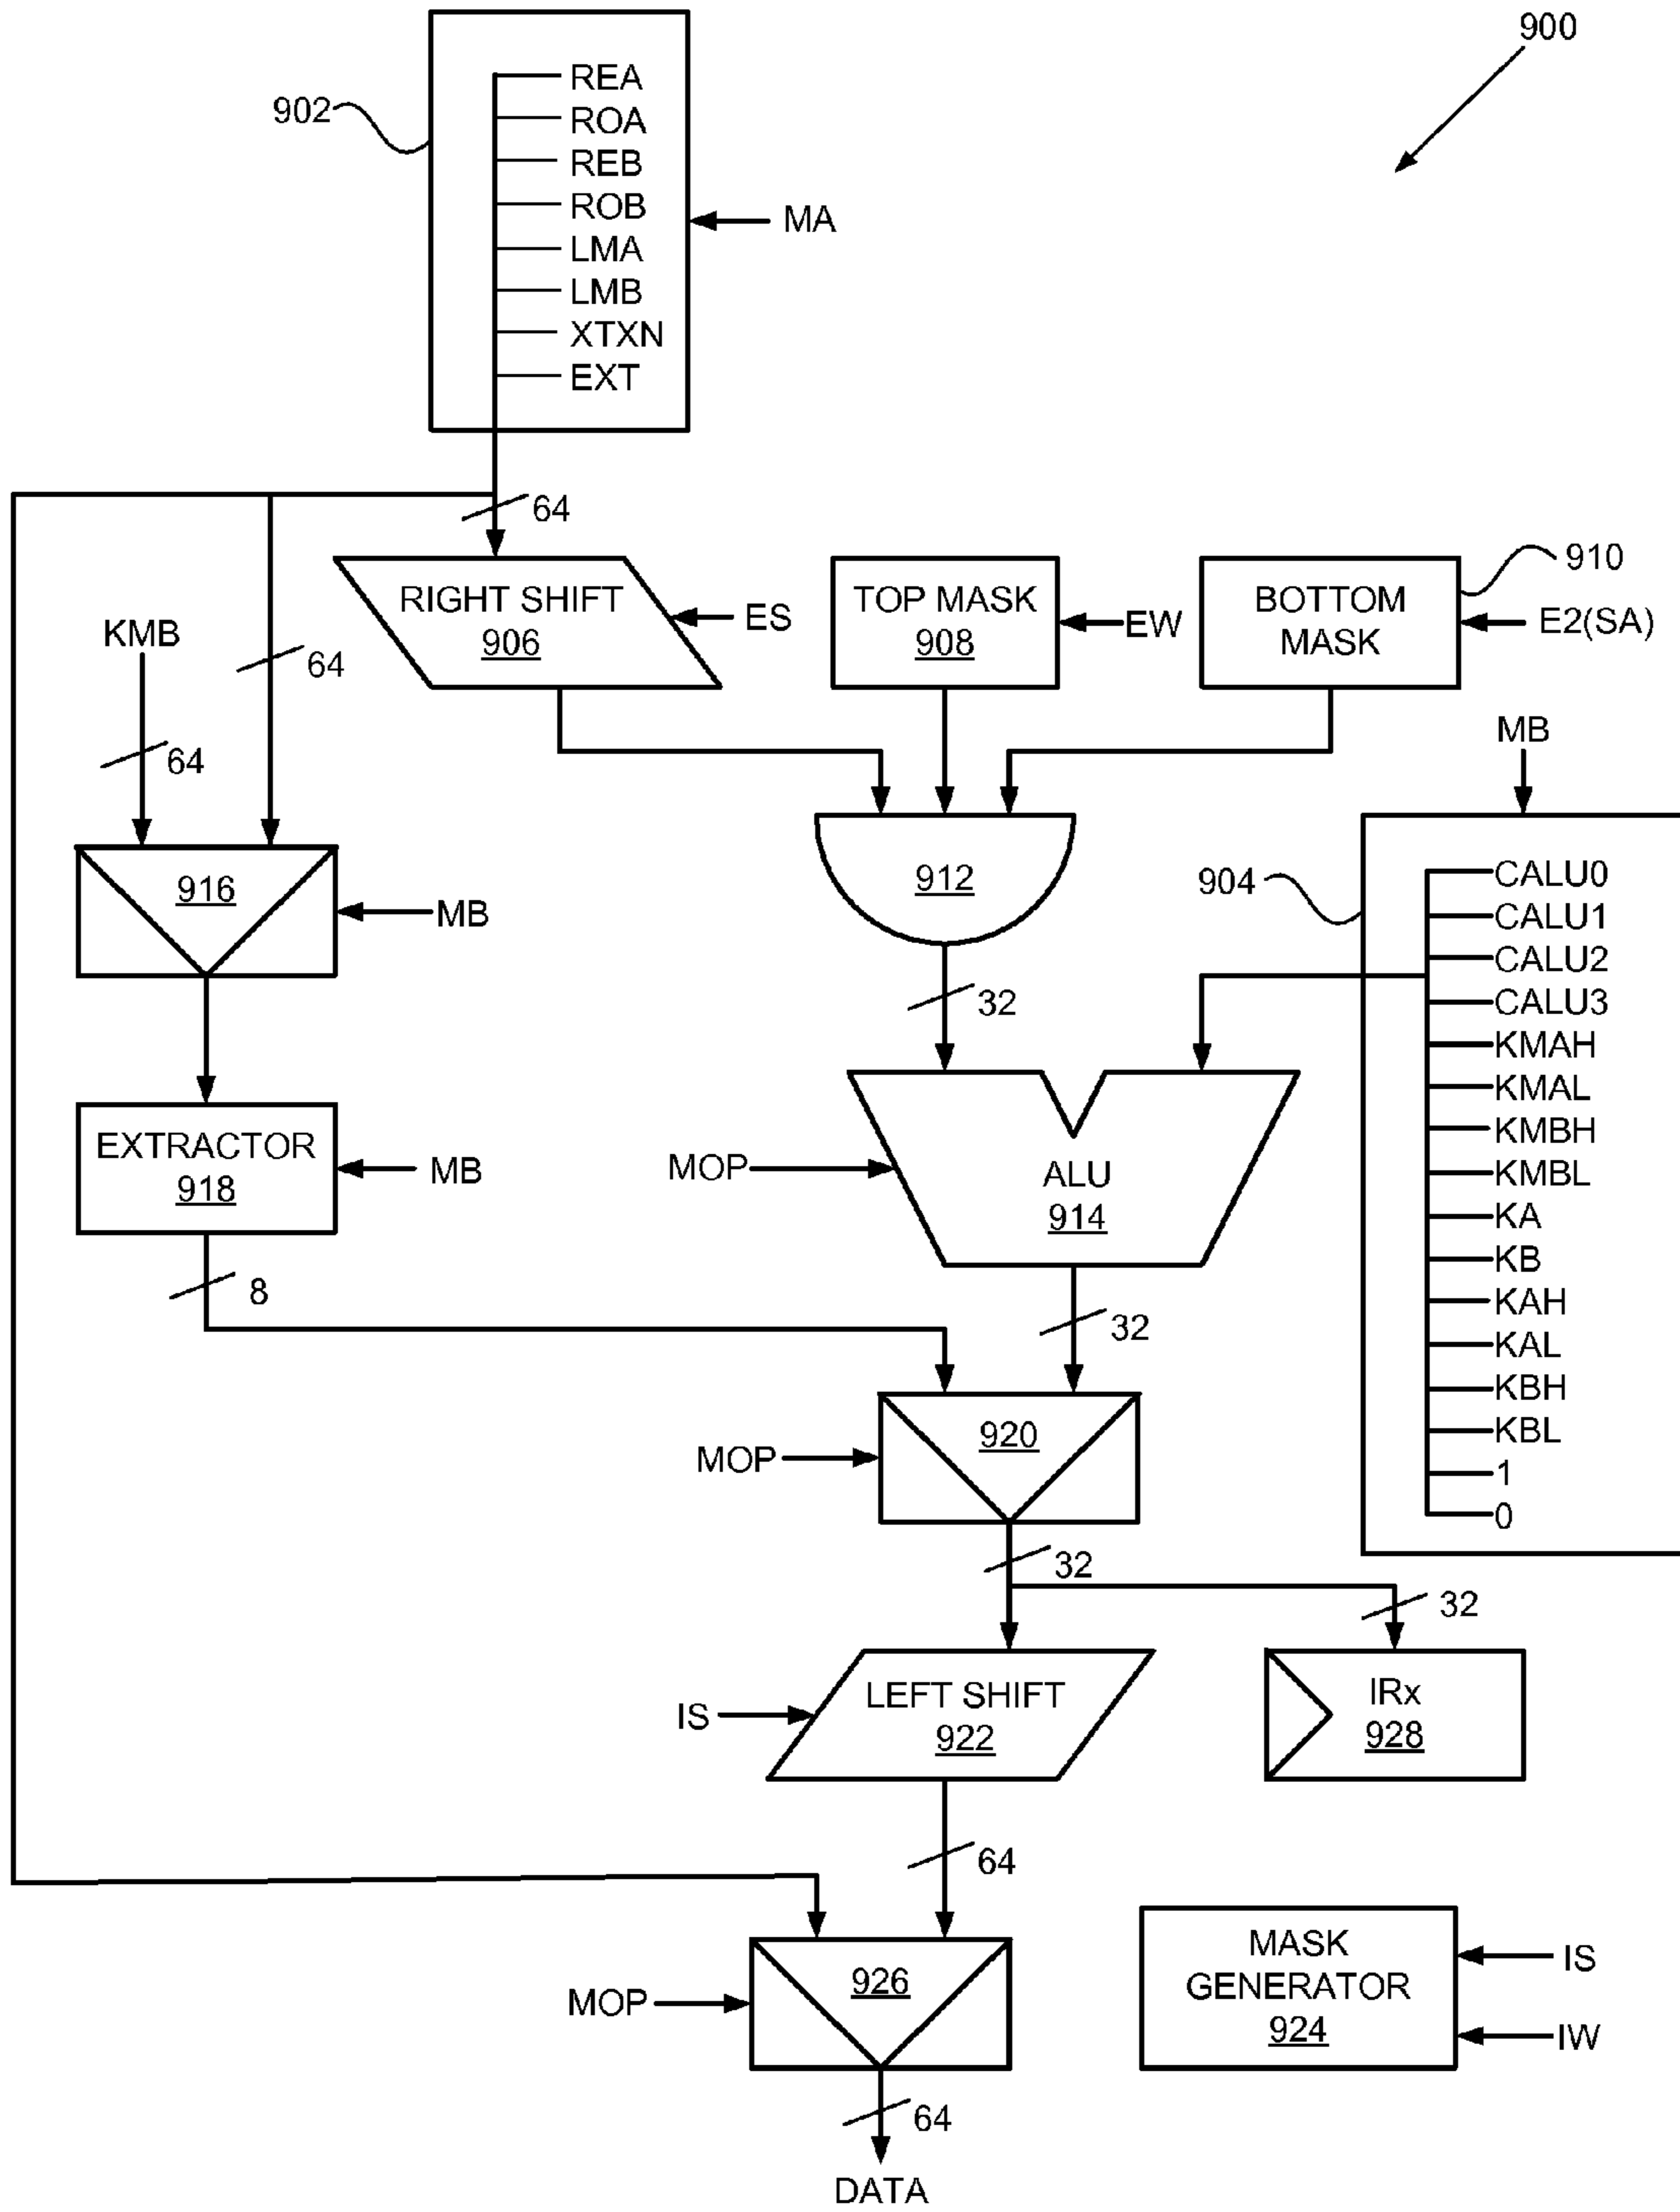 900
REA
902
ROA
REB
ROB
MA
LMA
LMB
XTXN
EXT
64
910
RIGHT SHIFT
906
ES
TOP MASK
908
EW
BOTTOM
MASK
E2(SA)
KMB
64
64
MB
916
MB
912
904
CALU0
CALU1
CALU2
CALU3
KMAH
KMAL
KMBH
KMBL
KA
KB
KAH
KAL
KBH
KBL
1
0
32
EXTRACTOR
918
MB
MOP
ALU
914
8
32
MOP
920
32
32
IS
LEFT SHIFT
922
IRx
928
64
MOP
926
MASK
GENERATOR
924
IS
IW
64
DATA